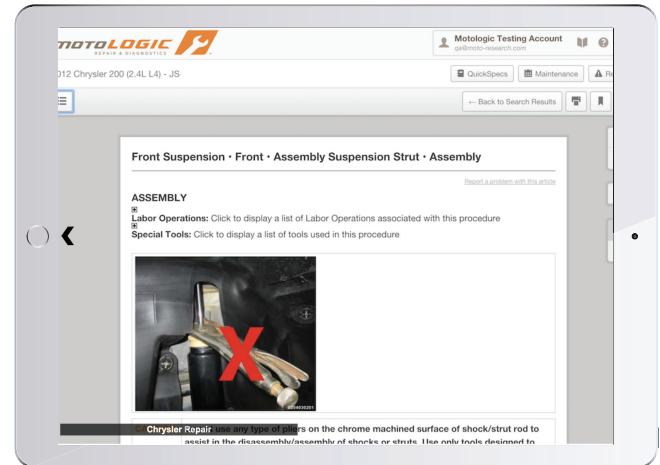 MOTOLOGIC
REPAIR & DIAGNOSTICS
Motologic Testing Account
qa@moto-research.com
012 Chrysler 200 (2.4L L4) - JS
QuickSpecs
Maintenance
Re
← Back to Search Results
Front Suspension • Front • Assembly Suspension Strut • Assembly
Report a problem with this article
ASSEMBLY
Labor Operations: Click to display a list of Labor Operations associated with this procedure
Special Tools: Click to display a list of tools used in this procedure
X
Chrysler Repair
use any type of pliers on the chrome machined surface of shock/strut rod to
assist in the disassembly/assembly of shocks or struts. Use only tools designed to